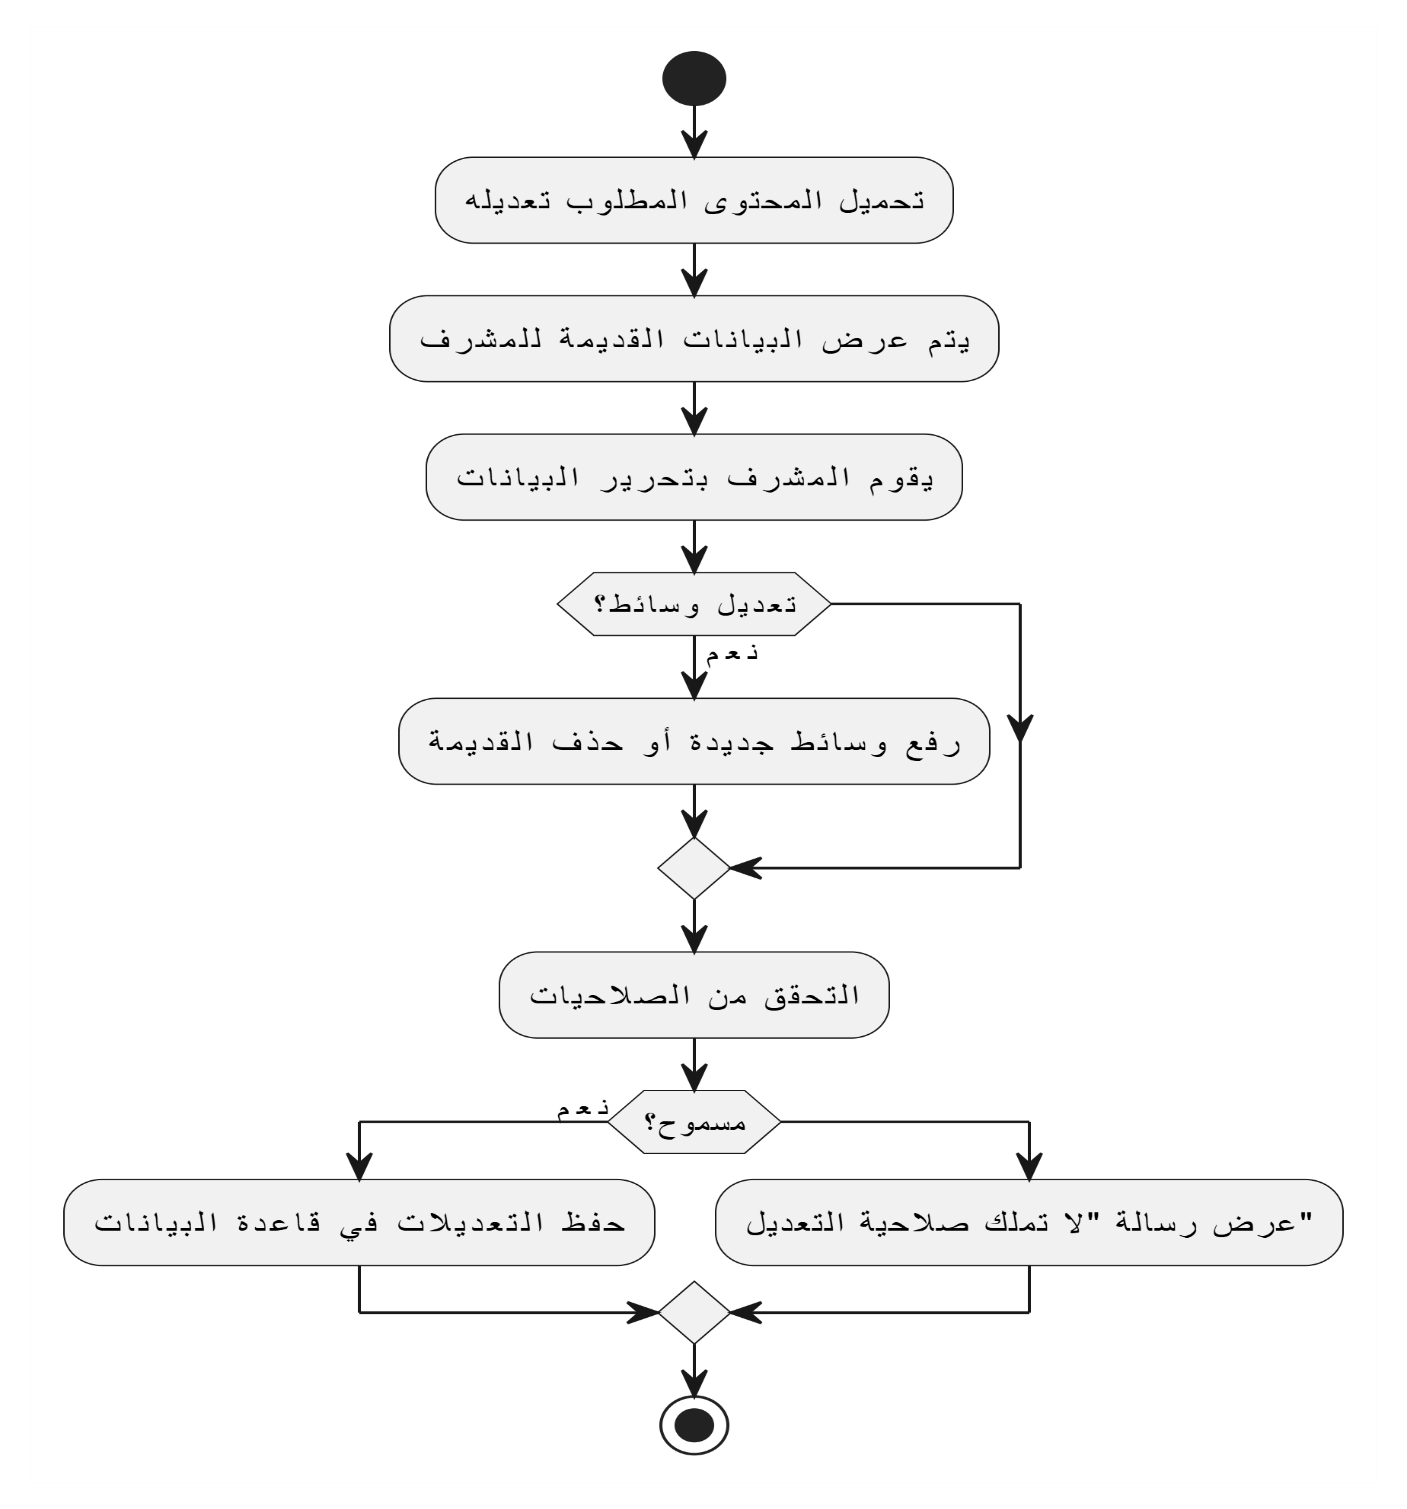 تحميل المحتوى المطلوب تعديله
يتم عرض البيانات القديمة للمشرف
يقوم المشرف بتحرير البيانات
تعديل وسائط؟
نعم
رفع وسائط جديدة أو حذف القديمة
التحقق من الصلاحيات
مسموح؟
نعم
حفظ التعديلات في قاعدة البيانات
"عرض رسالة "لا تملك صلاحية التعديل